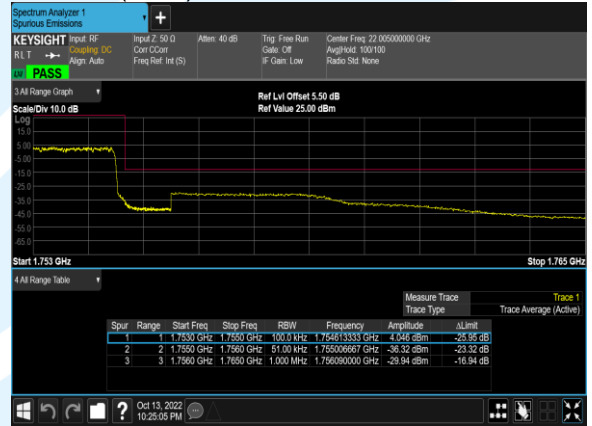 Spectrum Analyzer 1
Spurious Emissions
+
KEYSIGHT Input: RF Input Z: 50 Ω Atten: 40 dB Trig: Free Run Center Freq: 22.005000000 GHz
RLT Coupling: DC Corr CCorr Gate: Off Avg|Hold: 100/100
Align: Auto Freq Ref: Int (S) IF Gain: Low Radio Std: None
PASS
3 All Range Graph
Ref Lvl Offset 5.50 dB
Scale/Div 10.0 dB Ref Value 25.00 dBm
Log
15.0
5.00
-5.00
-15.0
-25.0
-35.0
-45.0
-55.0
-65.0
Start 1.753 GHz Stop 1.765 GHz
4 All Range Table
Measure Trace Trace 1
Trace Type Trace Average (Active)
Spur Range Start Freq Stop Freq RBW Frequency Amplitude ΔLimit
1 1 1.7530 GHz 1.7550 GHz 100.0 kHz 1.754613333 GHz 4.046 dBm -25.95 dB
2 2 1.7550 GHz 1.7560 GHz 51.00 kHz 1.755006667 GHz -36.32 dBm -23.32 dB
3 3 1.7560 GHz 1.7650 GHz 1.000 MHz 1.756090000 GHz -29.94 dBm -16.94 dB
? Oct 13, 2022
10:25:05 PM